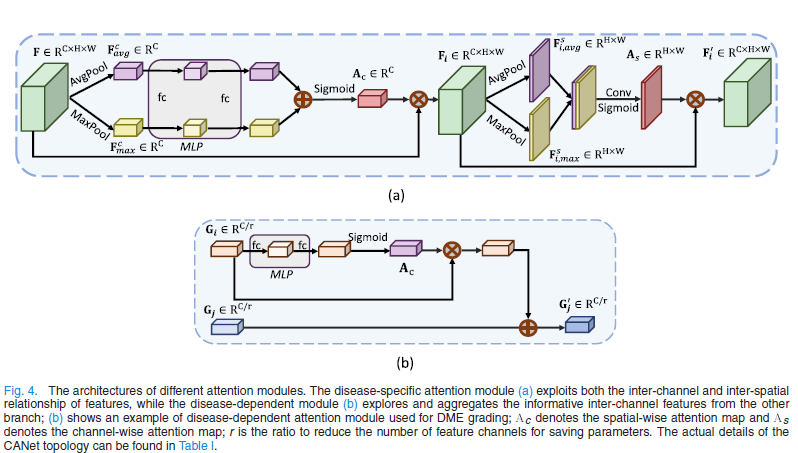 F ∈ R^{C×H×W} F^c_{avg} ∈ R^C
AvgPool
MaxPool
fc fc
F^c_{max} ∈ R^C MLP
Sigmoid
A_c ∈ R^C
F_i ∈ R^{C×H×W}
F^s_{i,avg} ∈ R^{H×W}
AvgPool
MaxPool
F^s_{i,max} ∈ R^{H×W}
Conv
Sigmoid
A_s ∈ R^{H×W}
F'_i ∈ R^{C×H×W}
(a)
G_i ∈ R^{C/r}
fc fc
MLP
Sigmoid
A_c
G_j ∈ R^{C/r}
G'_j ∈ R^{C/r}
(b)
Fig. 4. The architectures of different attention modules. The disease-specific attention module (a) exploits both the inter-channel and inter-spatial
relationship of features, while the disease-dependent module (b) explores and aggregates the informative inter-channel features from the other
branch; (b) shows an example of disease-dependent attention module used for DME grading; A_c denotes the spatial-wise attention map and A_s
denotes the channel-wise attention map; r is the ratio to reduce the number of feature channels for saving parameters. The actual details of the
CANet topology can be found in Table I.